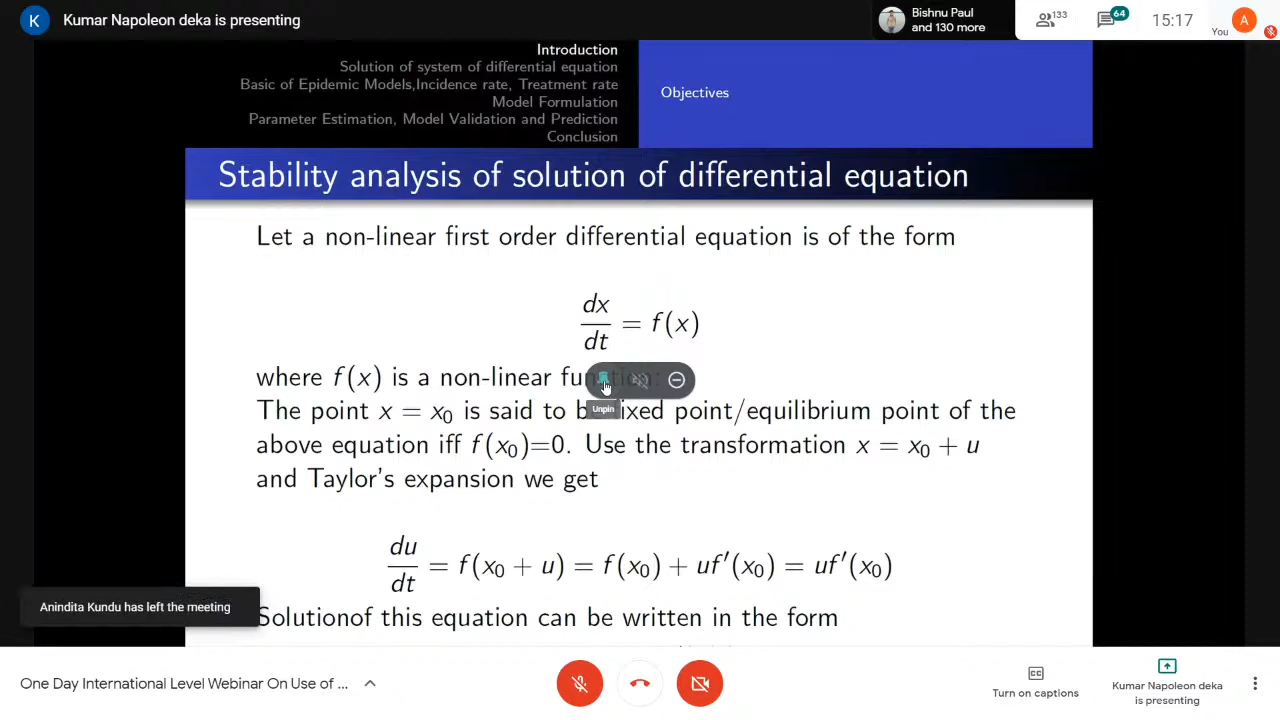 K
Kumar Napoleon deka is presenting
Bishnu Paul
and 130 more
133
64
15:17
You
A
Introduction
Solution of system of differential equation
Basic of Epidemic Models,Incidence rate, Treatment rate
Model Formulation
Parameter Estimation, Model Validation and Prediction
Conclusion
Objectives
Stability analysis of solution of differential equation
Let a non-linear first order differential equation is of the form
dx/dt = f(x)
where f(x) is a non-linear function.
Unpin
The point x = x₀ is said to be fixed point/equilibrium point of the
above equation iff f(x₀)=0. Use the transformation x = x₀ + u
and Taylor's expansion we get
du/dt = f(x₀ + u) = f(x₀) + uf′(x₀) = uf′(x₀)
Anindita Kundu has left the meeting
Solutionof this equation can be written in the form
One Day International Level Webinar On Use of ...
CC
Turn on captions
Kumar Napoleon deka
is presenting